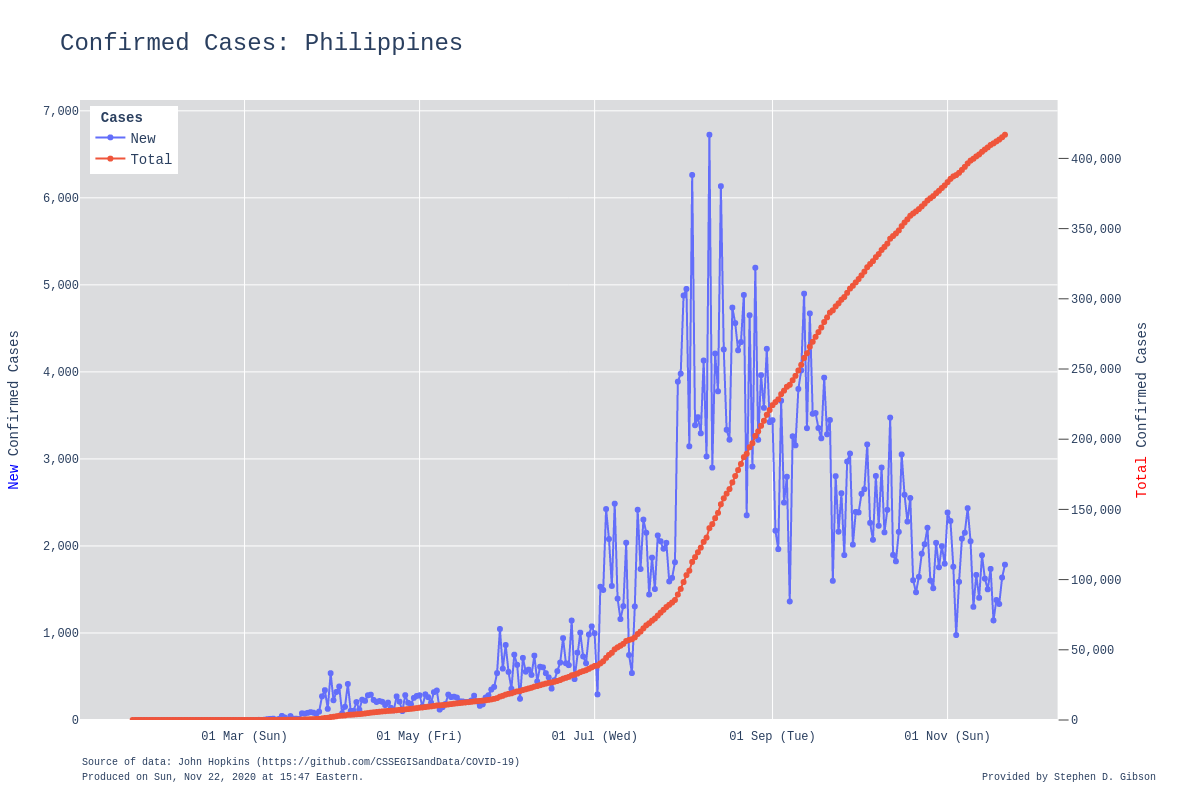 Confirmed Cases: Philippines
Cases
New
Total
7,000
6,000
5,000
4,000
3,000
2,000
1,000
0
New Confirmed Cases
400,000
350,000
300,000
250,000
200,000
150,000
100,000
50,000
0
Total Confirmed Cases
01 Mar (Sun)
01 May (Fri)
01 Jul (Wed)
01 Sep (Tue)
01 Nov (Sun)
Source of data: John Hopkins (https://github.com/CSSEGISandData/COVID-19)
Produced on Sun, Nov 22, 2020 at 15:47 Eastern.
Provided by Stephen D. Gibson